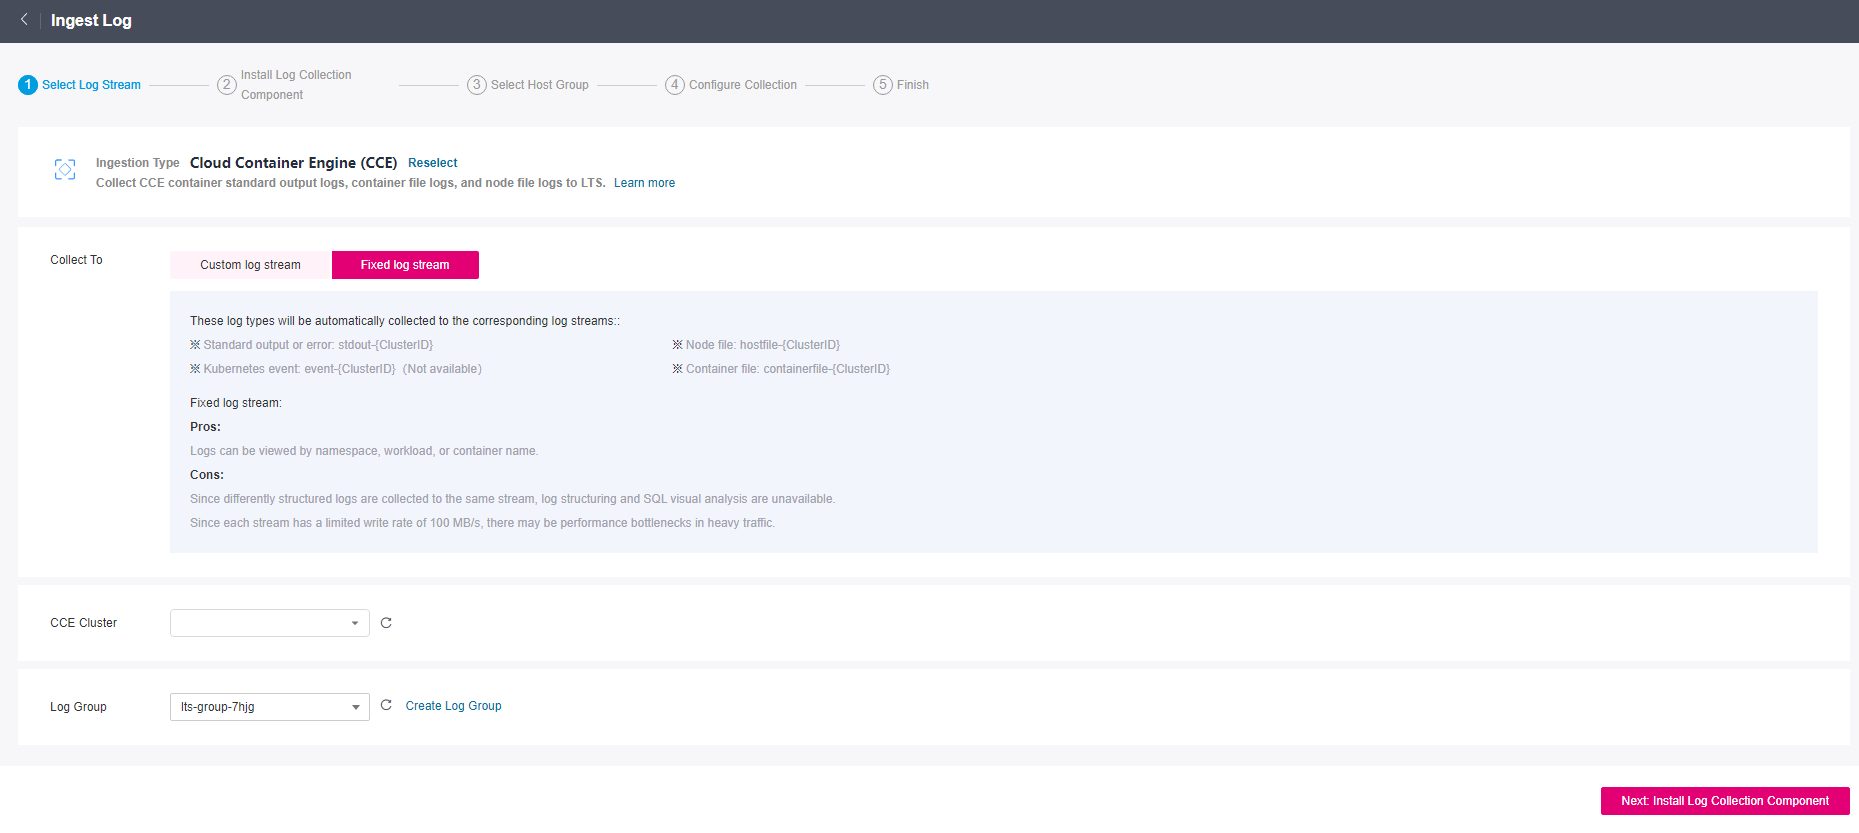 Ingest Log
1 Select Log Stream
2 Install Log Collection
Component
3 Select Host Group
4 Configure Collection
5 Finish
Ingestion Type Cloud Container Engine (CCE) Reselect
Collect CCE container standard output logs, container file logs, and node file logs to LTS. Learn more
Collect To
Custom log stream
Fixed log stream
These log types will be automatically collected to the corresponding log streams::
※ Standard output or error: stdout-{ClusterID}
※ Node file: hostfile-{ClusterID}
※ Kubernetes event: event-{ClusterID}（Not available）
※ Container file: containerfile-{ClusterID}
Fixed log stream:
Pros:
Logs can be viewed by namespace, workload, or container name.
Cons:
Since differently structured logs are collected to the same stream, log structuring and SQL visual analysis are unavailable.
Since each stream has a limited write rate of 100 MB/s, there may be performance bottlenecks in heavy traffic.
CCE Cluster
Log Group
lts-group-7hjg
Create Log Group
Next: Install Log Collection Component